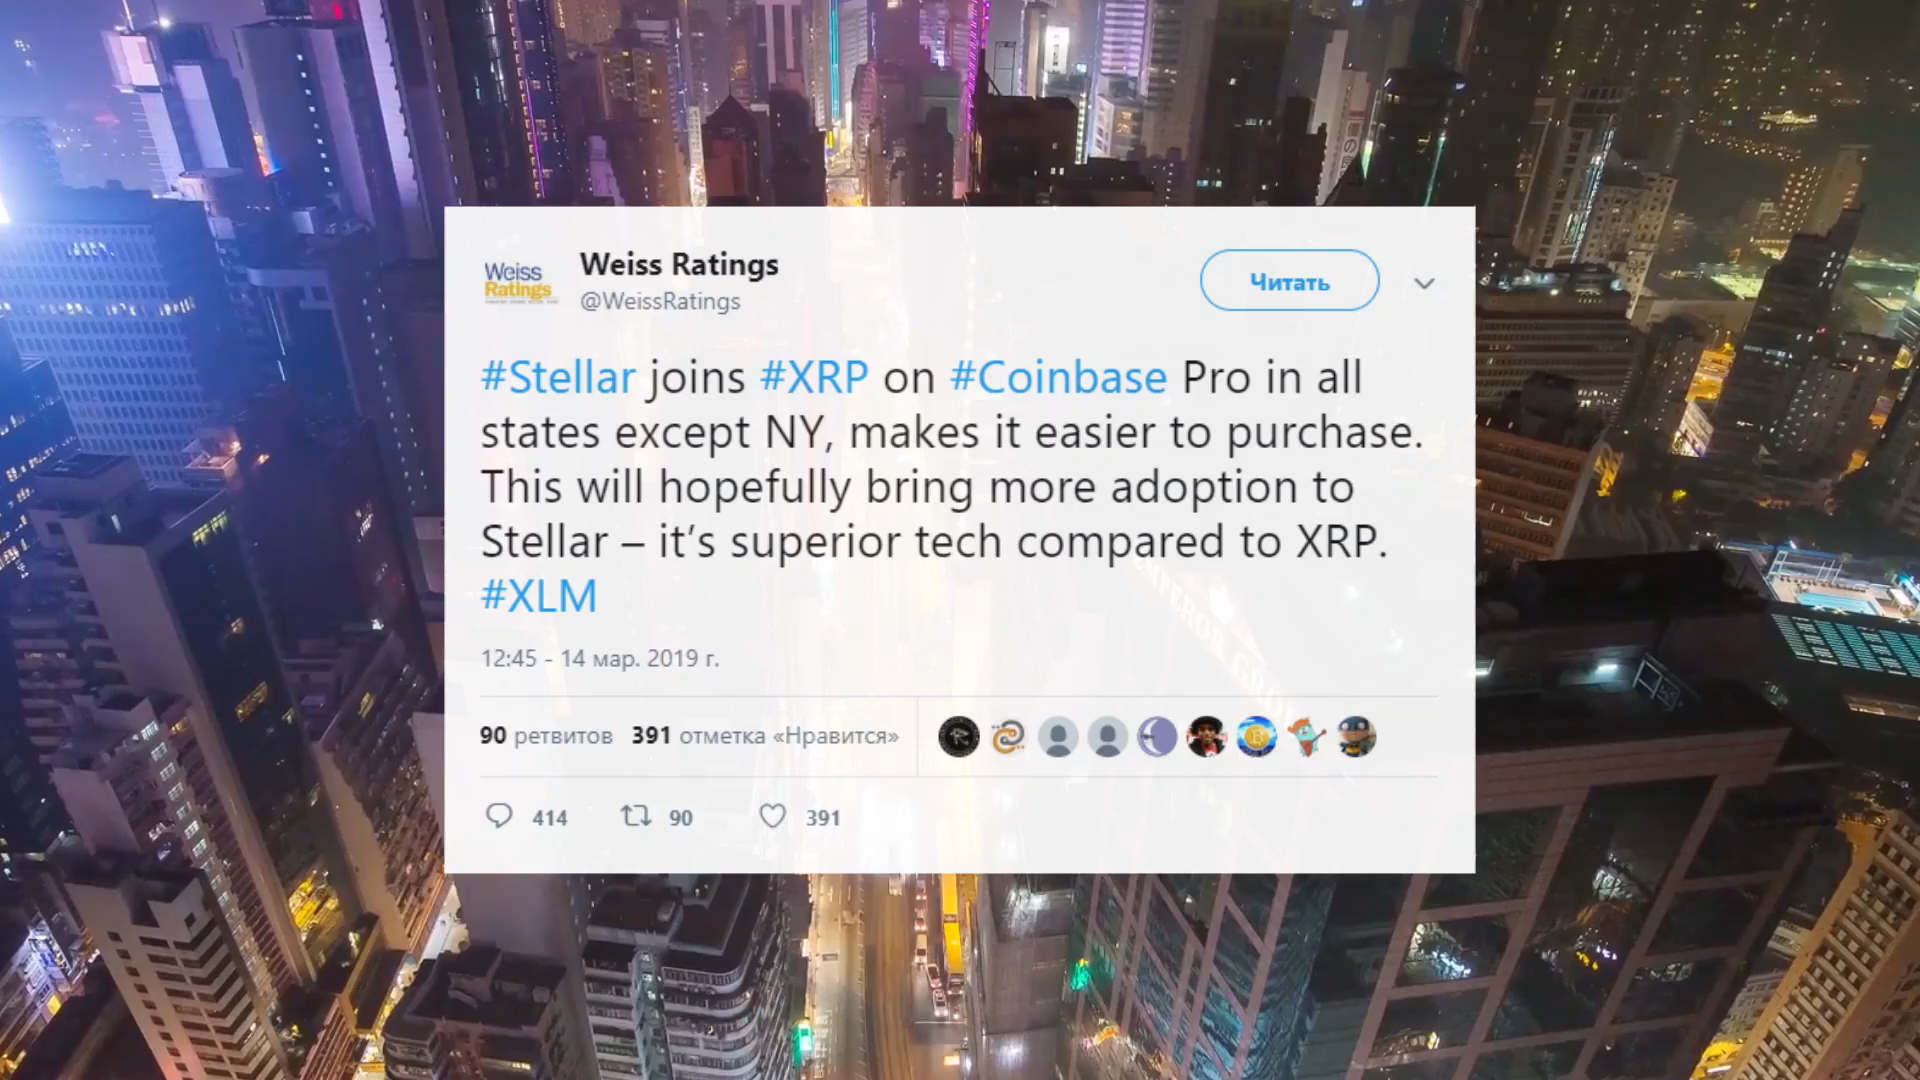 Weiss
Ratings
Weiss Ratings
@WeissRatings
Читать
#Stellar joins #XRP on #Coinbase Pro in all
states except NY, makes it easier to purchase.
This will hopefully bring more adoption to
Stellar – it’s superior tech compared to XRP.
#XLM
12:45 - 14 мар. 2019 г.
90 ретвитов 391 отметка «Нравится»
414 90 391